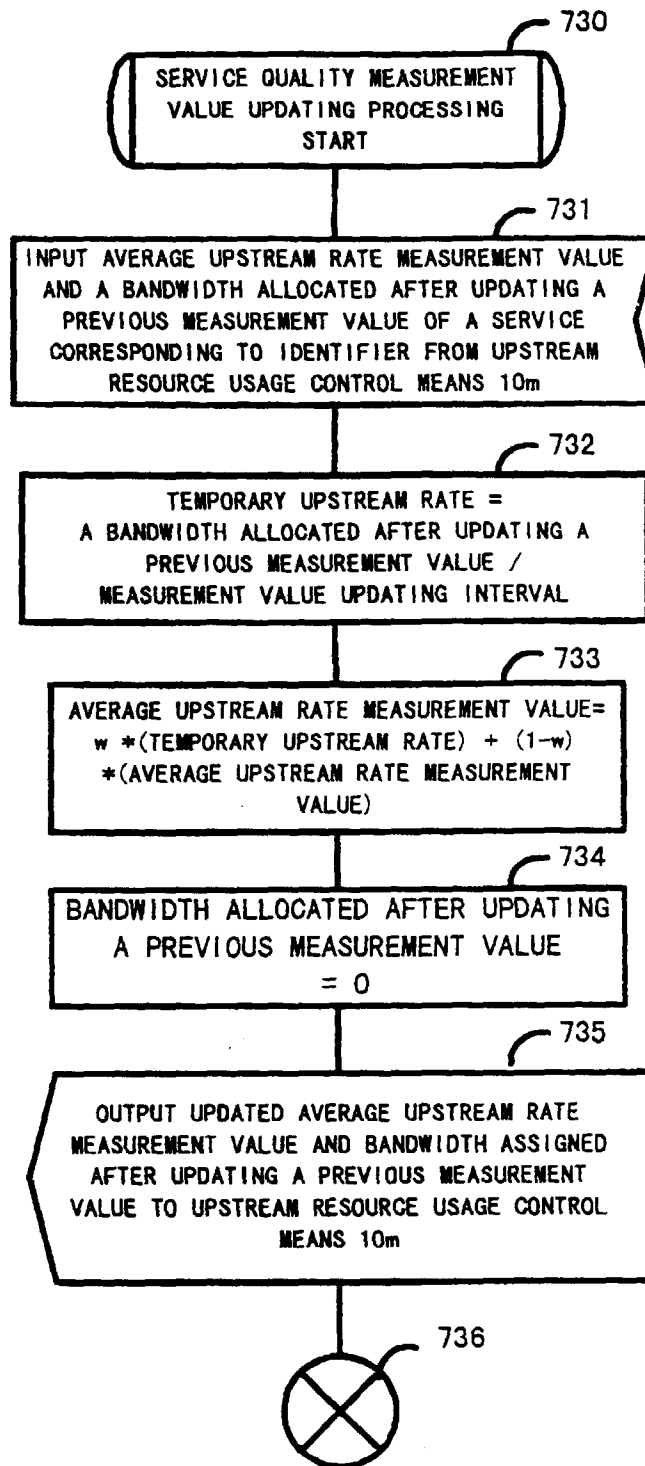 730
SERVICE QUALITY MEASUREMENT
VALUE UPDATING PROCESSING
START
731
INPUT AVERAGE UPSTREAM RATE MEASUREMENT VALUE
AND A BANDWIDTH ALLOCATED AFTER UPDATING A
PREVIOUS MEASUREMENT VALUE OF A SERVICE
CORRESPONDING TO IDENTIFIER FROM UPSTREAM
RESOURCE USAGE CONTROL MEANS 10m
732
TEMPORARY UPSTREAM RATE =
A BANDWIDTH ALLOCATED AFTER UPDATING A
PREVIOUS MEASUREMENT VALUE /
MEASUREMENT VALUE UPDATING INTERVAL
733
AVERAGE UPSTREAM RATE MEASUREMENT VALUE=
w *(TEMPORARY UPSTREAM RATE) + (1-w)
*(AVERAGE UPSTREAM RATE MEASUREMENT
VALUE)
734
BANDWIDTH ALLOCATED AFTER UPDATING
A PREVIOUS MEASUREMENT VALUE
= 0
735
OUTPUT UPDATED AVERAGE UPSTREAM RATE
MEASUREMENT VALUE AND BANDWIDTH ASSIGNED
AFTER UPDATING A PREVIOUS MEASUREMENT
VALUE TO UPSTREAM RESOURCE USAGE CONTROL
MEANS 10m
736